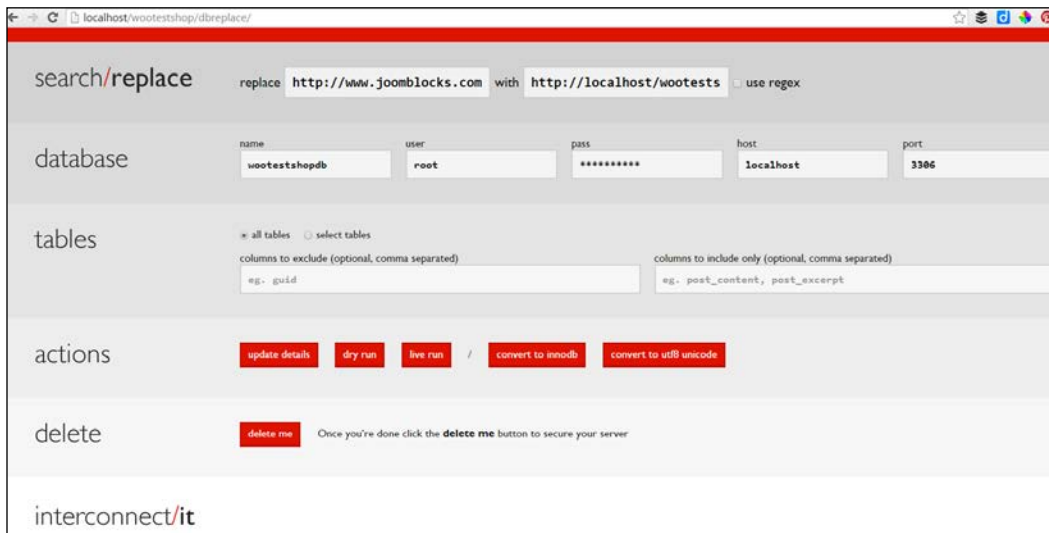 localhost/wootestshop/dbreplace/
search/replace replace http://www.joomblocks.com with http://localhost/wootests use regex
name user pass host port
database wootestshopdb root ********** localhost 3306
tables all tables select tables
columns to exclude (optional, comma separated) columns to include only (optional, comma separated)
eg. guid eg. post_content, post_excerpt
actions update details dry run live run / convert to innodb convert to utf8 unicode
delete delete me Once you're done click the delete me button to secure your server
interconnect/it